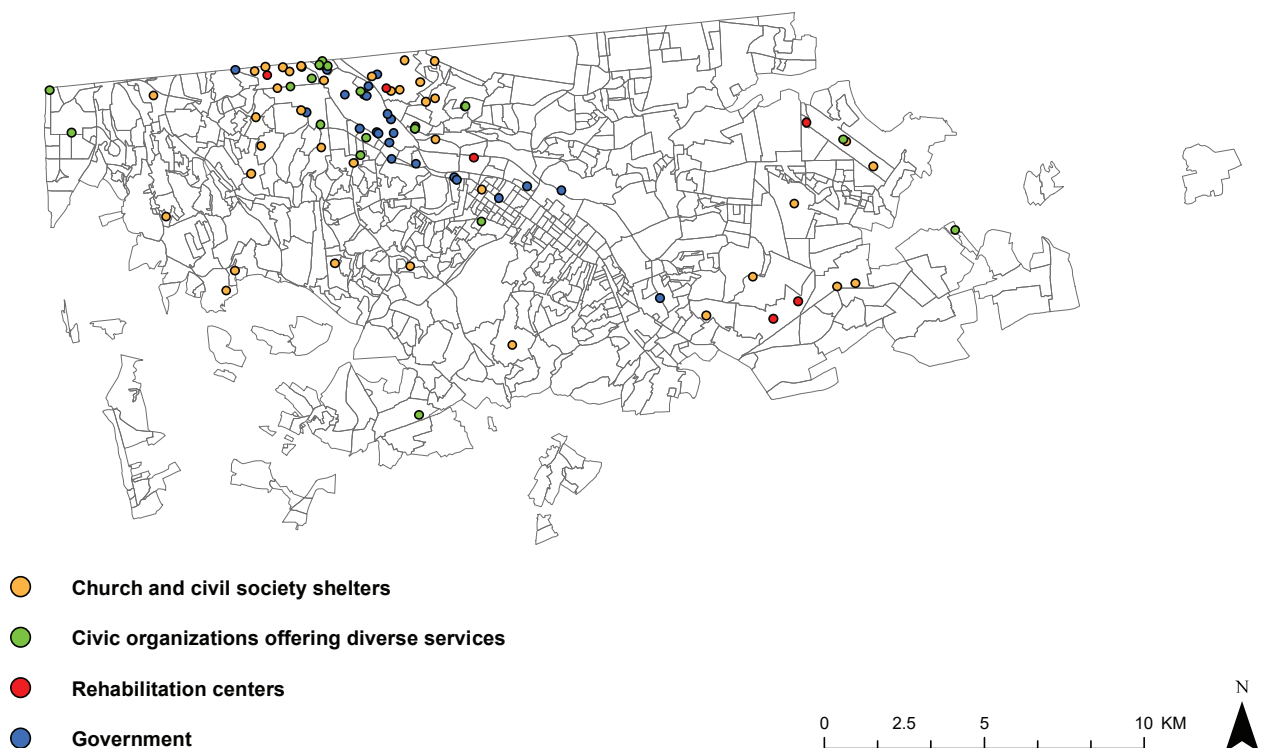 Church and civil society shelters
Civic organizations offering diverse services
Rehabilitation centers
Government
N
0 2.5 5 10 KM